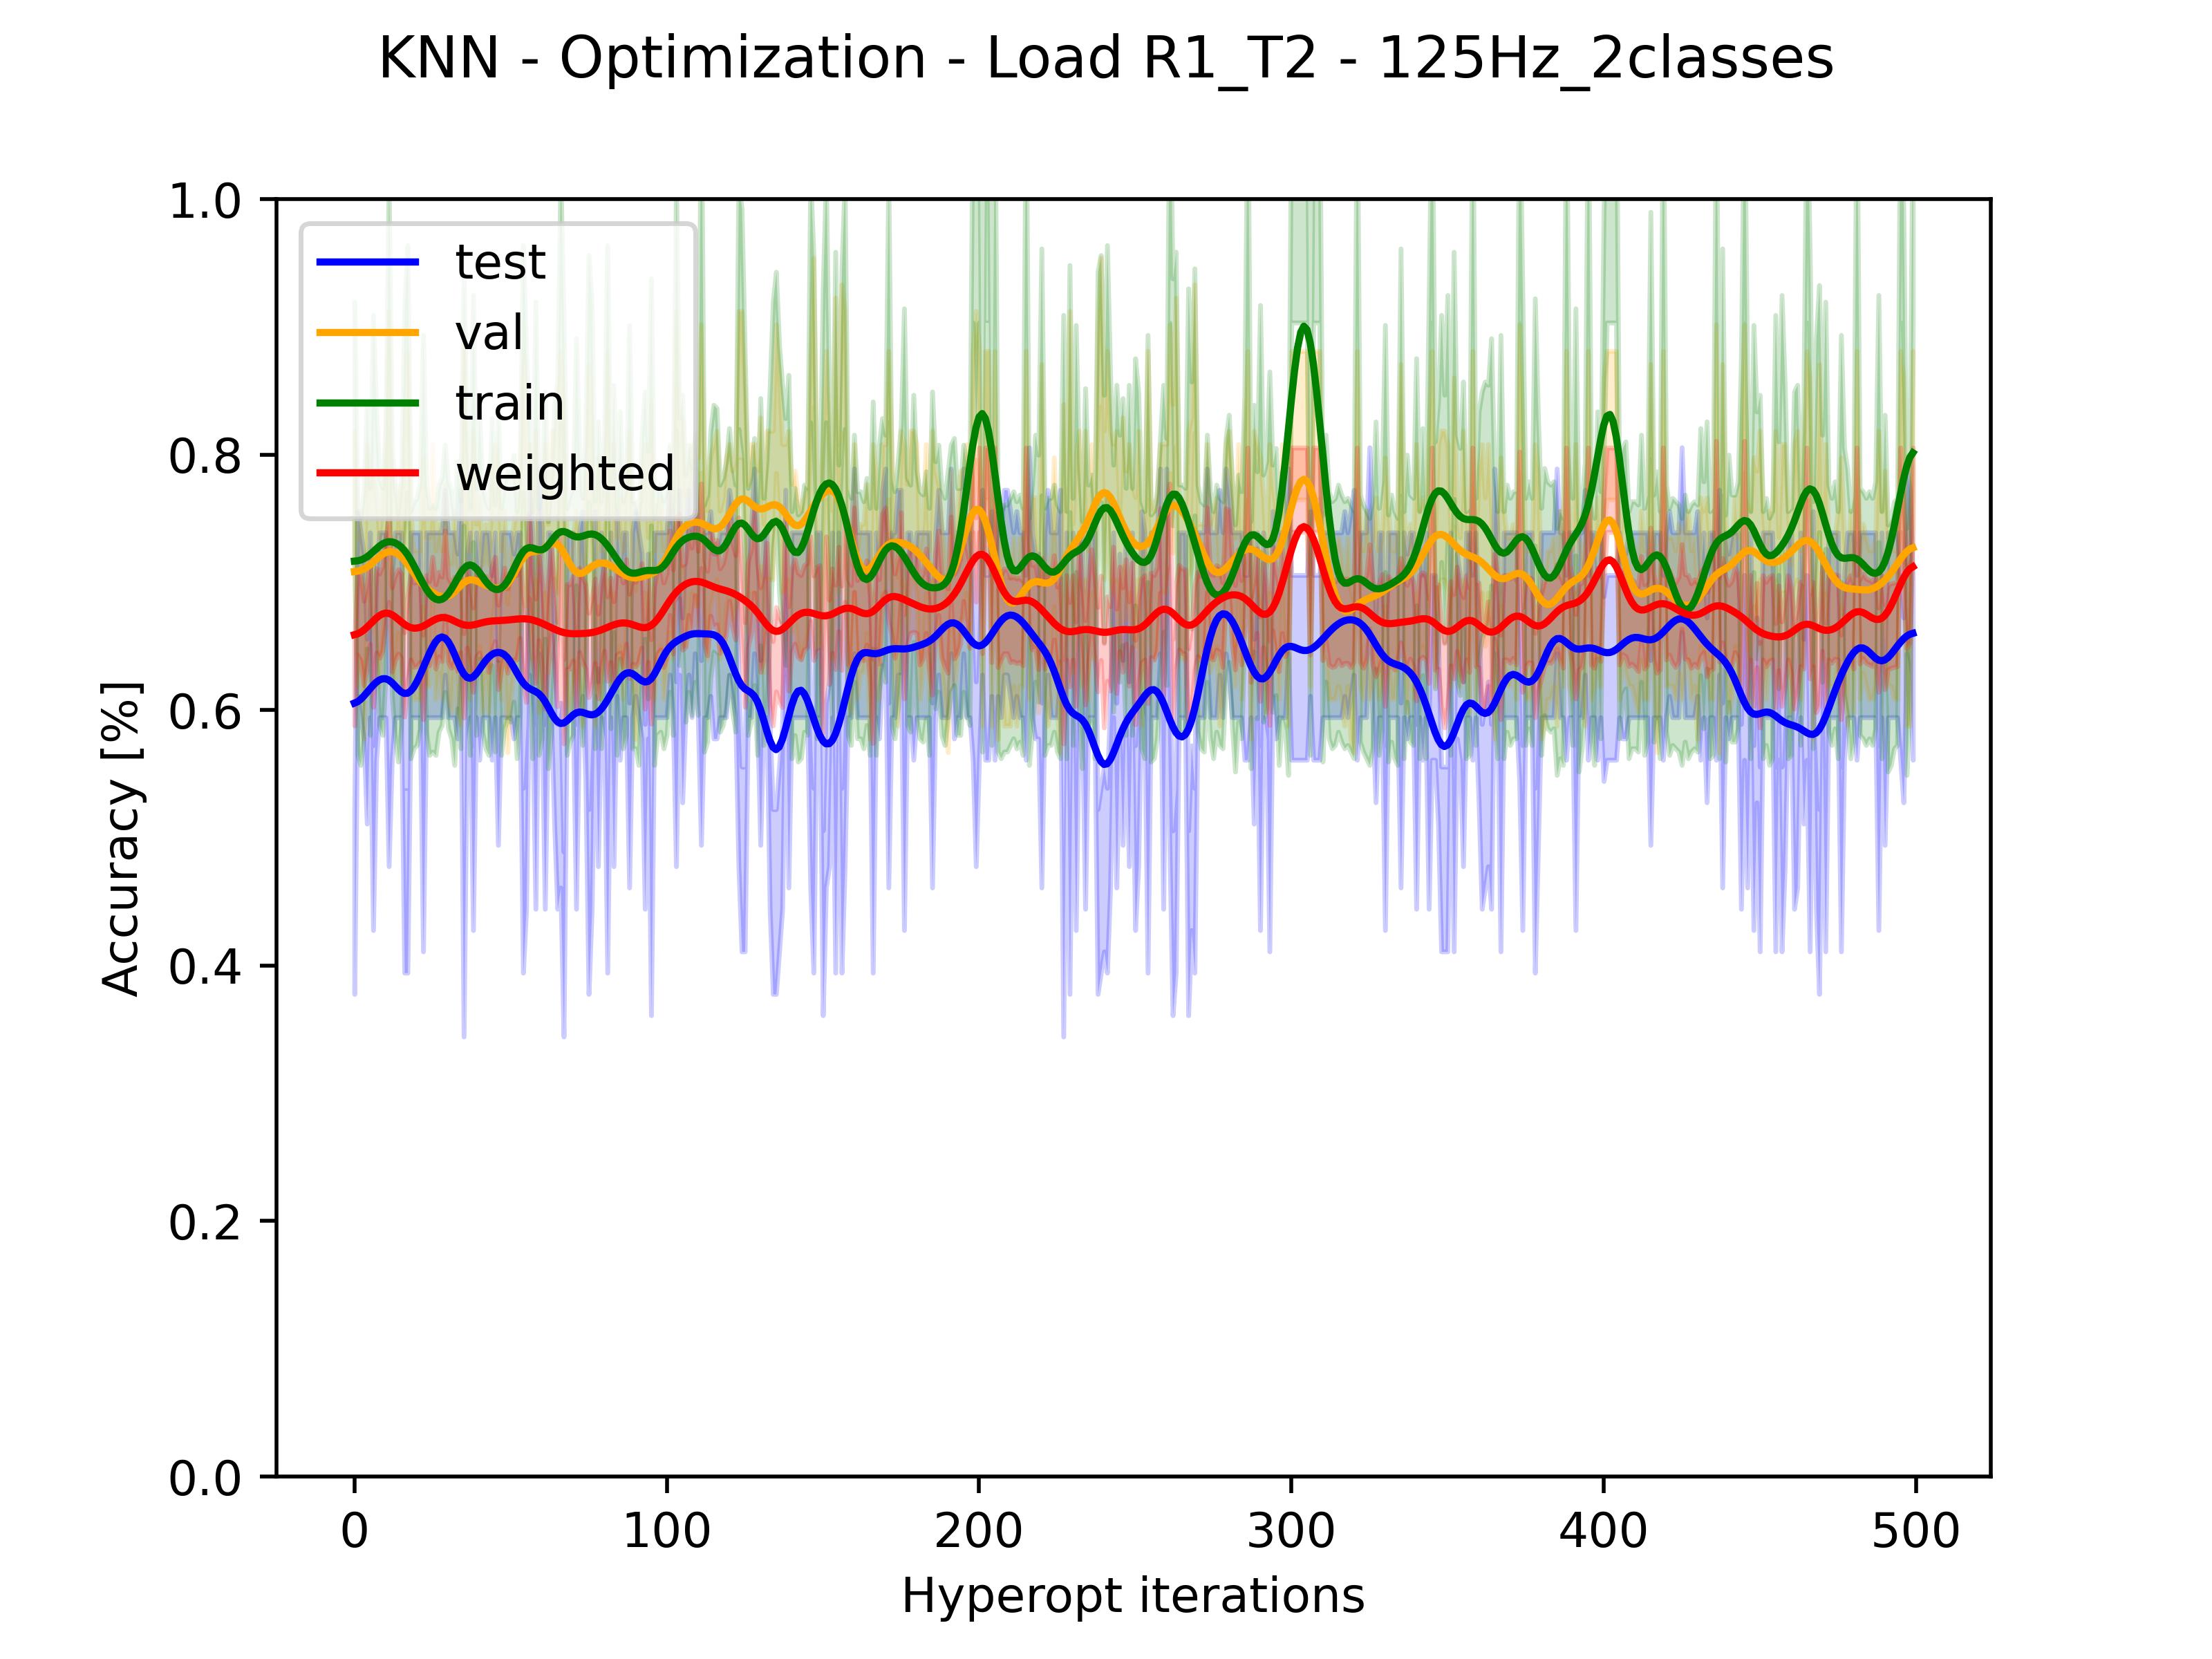 KNN - Optimization - Load R1_T2 - 125Hz_2classes
1.0
0.8
0.6
0.4
0.2
0.0
Accuracy [%]
test
val
train
weighted
0 100 200 300 400 500
Hyperopt iterations